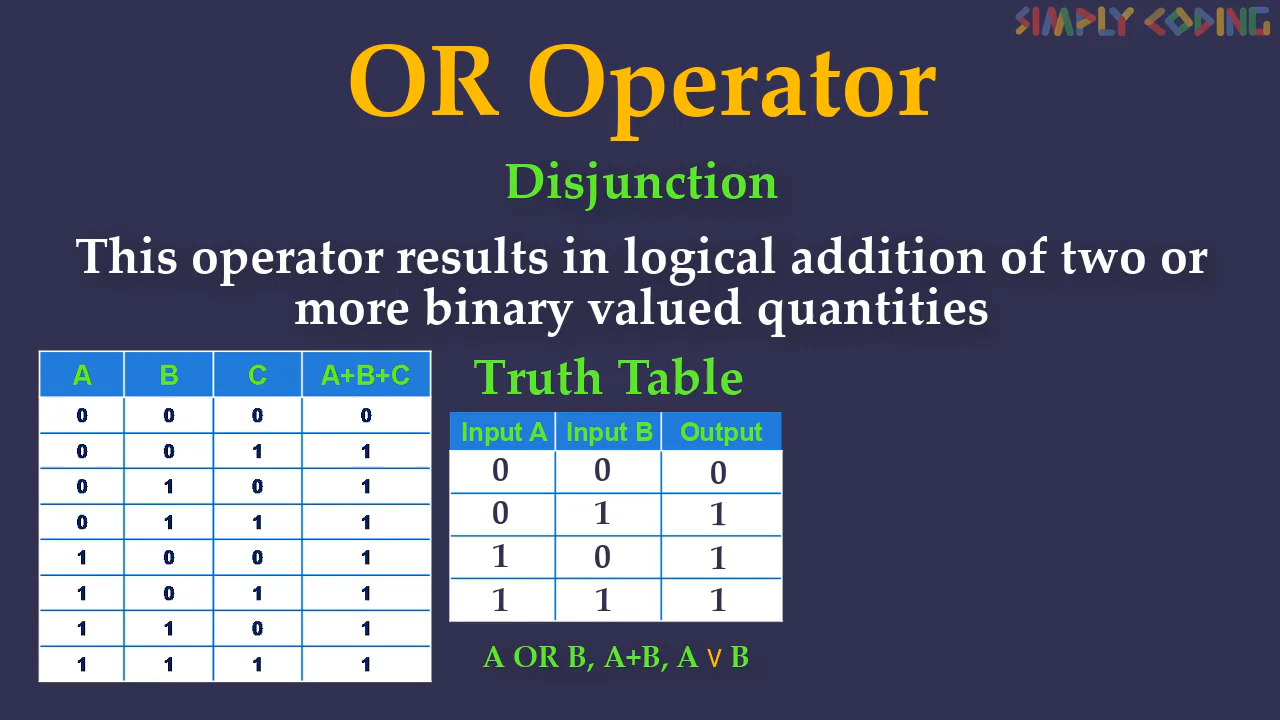 SIMPLY CODING
OR Operator
Disjunction
This operator results in logical addition of two or
more binary valued quantities
A B C A+B+C
0 0 0 0
0 0 1 1
0 1 0 1
0 1 1 1
1 0 0 1
1 0 1 1
1 1 0 1
1 1 1 1
Truth Table
Input A Input B Output
0 0 0
0 1 1
1 0 1
1 1 1
A OR B, A+B, A ∨ B